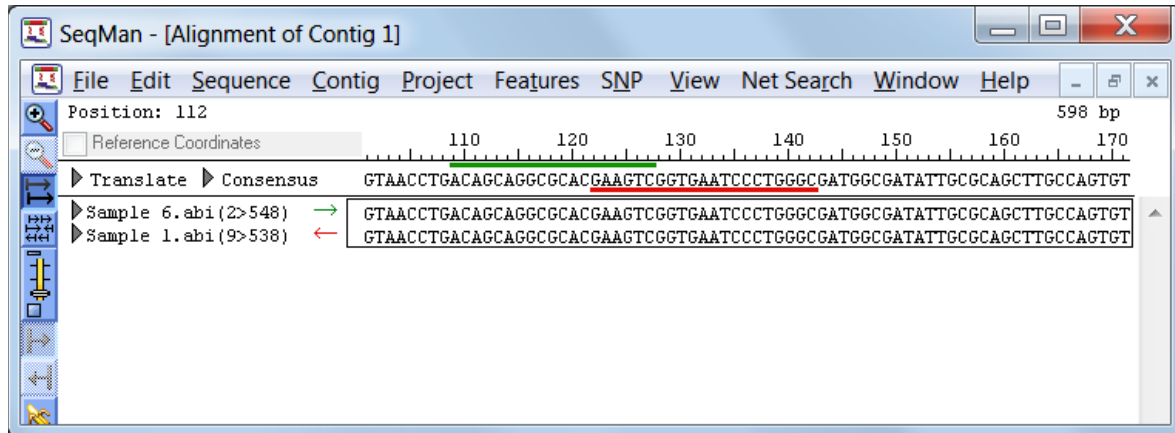 SeqMan - [Alignment of Contig 1]
File Edit Sequence Contig Project Features SNP View Net Search Window Help
Position: 112 598 bp
Reference Coordinates 110 120 130 140 150 160 170
Translate Consensus GTAACCTGACAGCAGGCGCACGAAGTCGGTGAATCCCTGGGCGATGGCGATATTGCGCAGCTTGCCAGTGT
Sample 6.abi(2>548) → GTAACCTGACAGCAGGCGCACGAAGTCGGTGAATCCCTGGGCGATGGCGATATTGCGCAGCTTGCCAGTGT
Sample 1.abi(9>538) ← GTAACCTGACAGCAGGCGCACGAAGTCGGTGAATCCCTGGGCGATGGCGATATTGCGCAGCTTGCCAGTGT